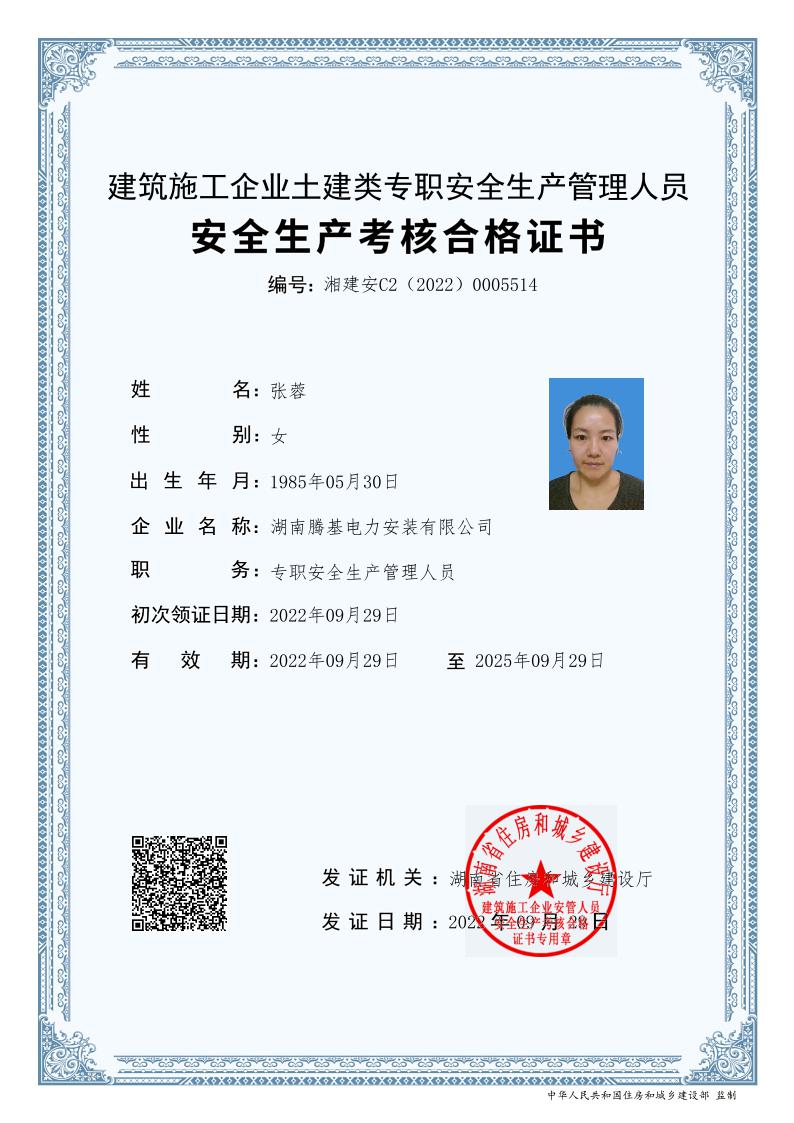 建筑施工企业土建类专职安全生产管理人员
安全生产考核合格证书
编号：湘建安C2（2022）0005514
姓名：张蓉
性别：女
出生年月：1985年05月30日
企业名称：湖南腾基电力安装有限公司
职务：专职安全生产管理人员
初次领证日期：2022年09月29日
有效期：2022年09月29日 至 2025年09月29日
湖南省住房和城乡建设厅
发证机关：湖南省住房和城乡建设厅
建筑施工企业安管人员
发证日期：2022年09月28日
安全生产考核合格
证书专用章
中华人民共和国住房和城乡建设部 监制